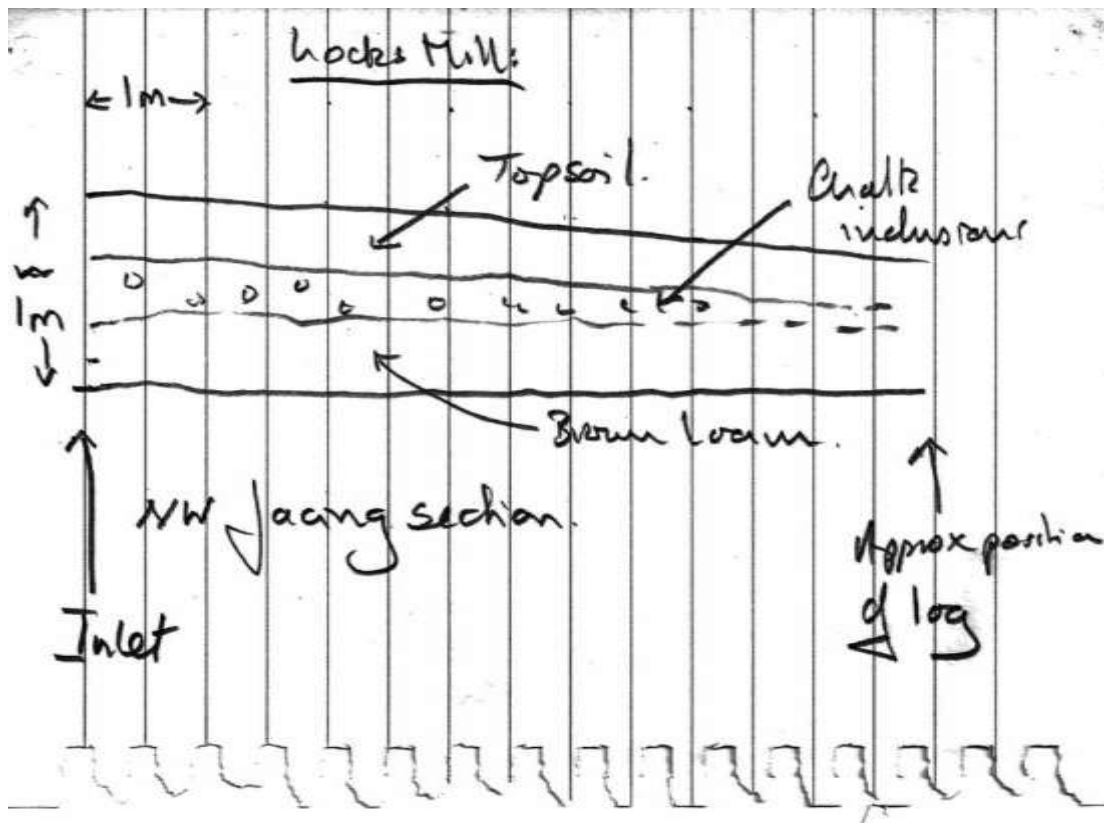 Locks Mill:
← 1m →
Topsoil.
Chalk
inclusions
1m
Brown loam.
NW facing section.
Approx position
of log
Inlet